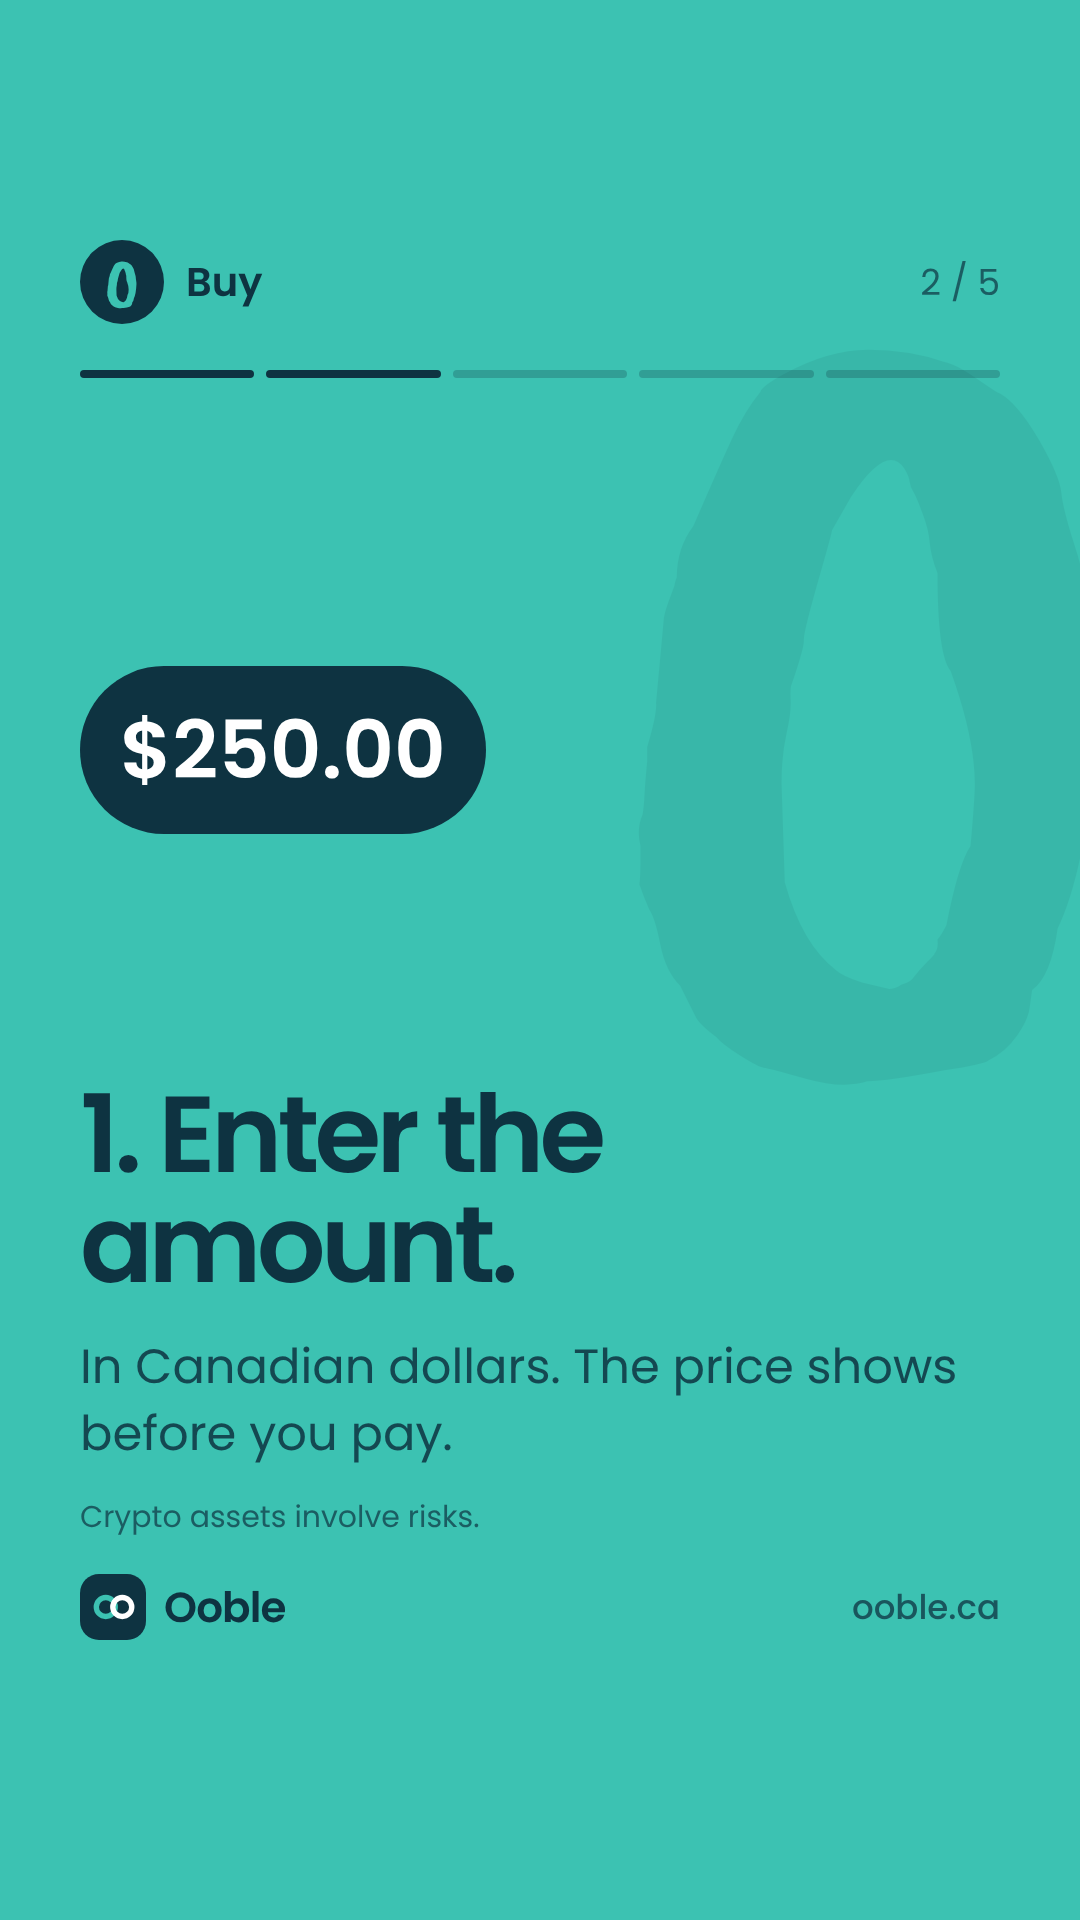 Buy
2 / 5
$250.00
1. Enter the
amount.
In Canadian dollars. The price shows
before you pay.
Crypto assets involve risks.
Ooble
ooble.ca